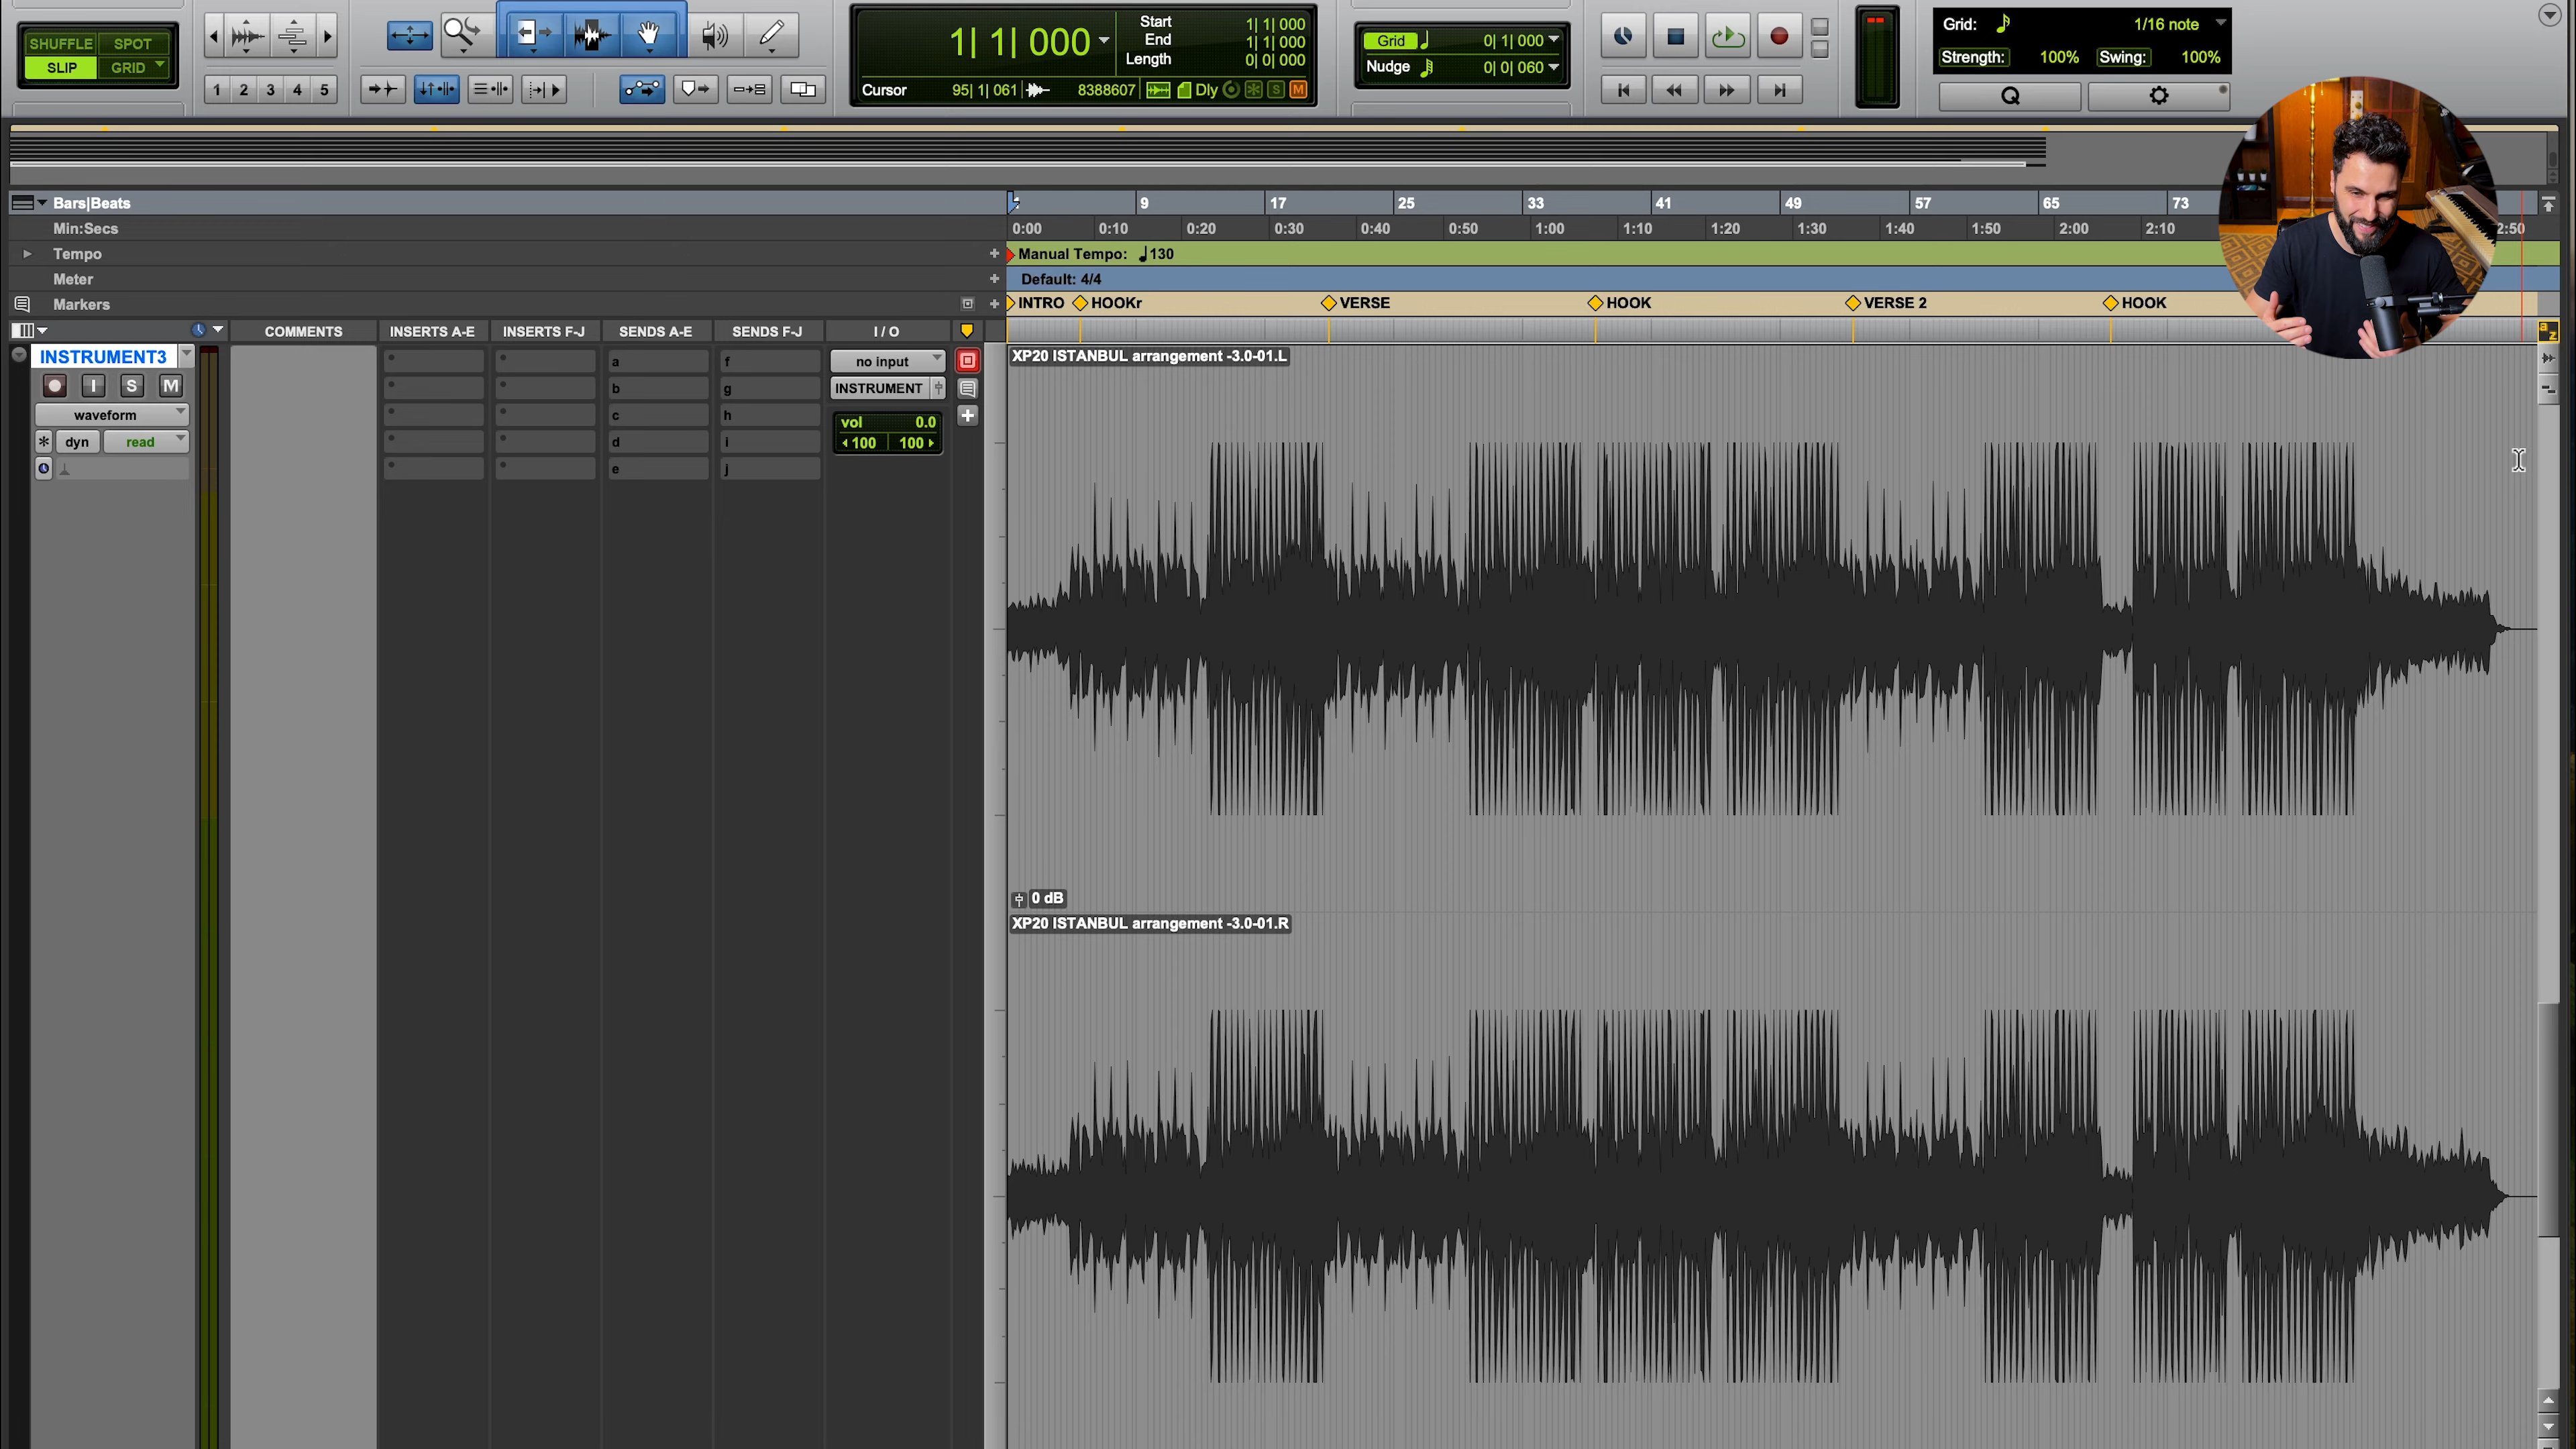 SHUFFLE SPOT
SLIP GRID
1 2 3 4 5
1| 1| 000
Start 1| 1| 000
End 1| 1| 000
Length 0| 0| 000
Cursor 95| 1| 061 8388607 Dly S M
Grid 0| 1| 000
Nudge 0| 0| 060
Grid: 1/16 note
Strength: 100% Swing: 100%
Q
Bars|Beats 9 17 25 33 41 49 57 65 73
Min:Secs 0:00 0:10 0:20 0:30 0:40 0:50 1:00 1:10 1:20 1:30 1:40 1:50 2:00 2:10 2:50
Tempo Manual Tempo: 130
Meter Default: 4/4
Markers INTRO HOOKr VERSE HOOK VERSE 2 HOOK
COMMENTS INSERTS A-E INSERTS F-J SENDS A-E SENDS F-J I / O
a z
INSTRUMENT3 a f no input
I S M b g INSTRUMENT
waveform c h vol 0.0
dyn read d i 100 100
e j
XP20 ISTANBUL arrangement -3.0-01.L
0 dB
XP20 ISTANBUL arrangement -3.0-01.R